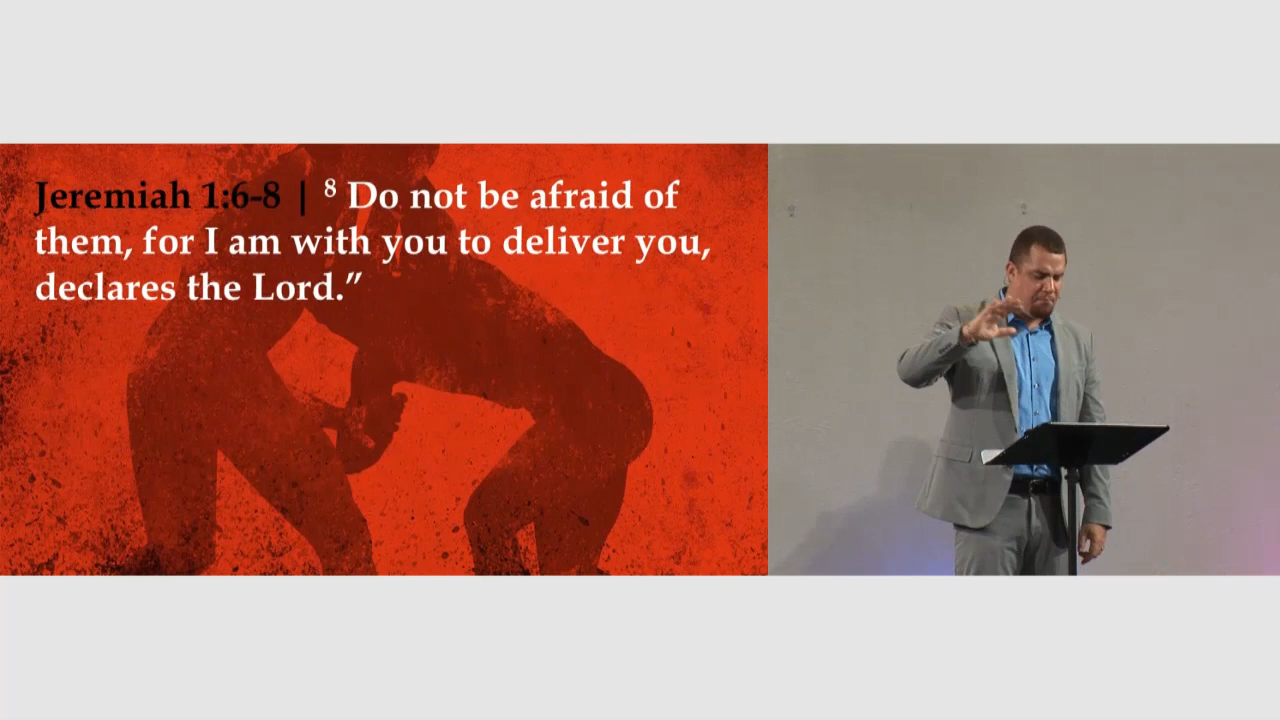 Jeremiah 1:6-8 | ⁸ Do not be afraid of
them, for I am with you to deliver you,
declares the Lord.”